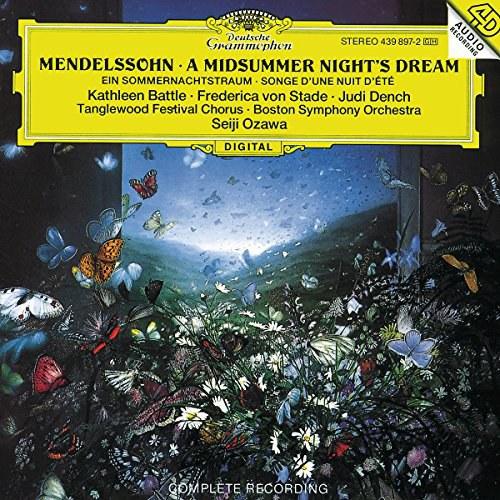 Deutsche
Grammophon
STEREO 439 897-2 GH
4D
AUDIO
RECORDING
MENDELSSOHN · A MIDSUMMER NIGHT'S DREAM
EIN SOMMERNACHTSTRAUM · SONGE D'UNE NUIT D'ÉTÉ
Kathleen Battle · Frederica von Stade · Judi Dench
Tanglewood Festival Chorus · Boston Symphony Orchestra
Seiji Ozawa
DIGITAL
COMPLETE RECORDING